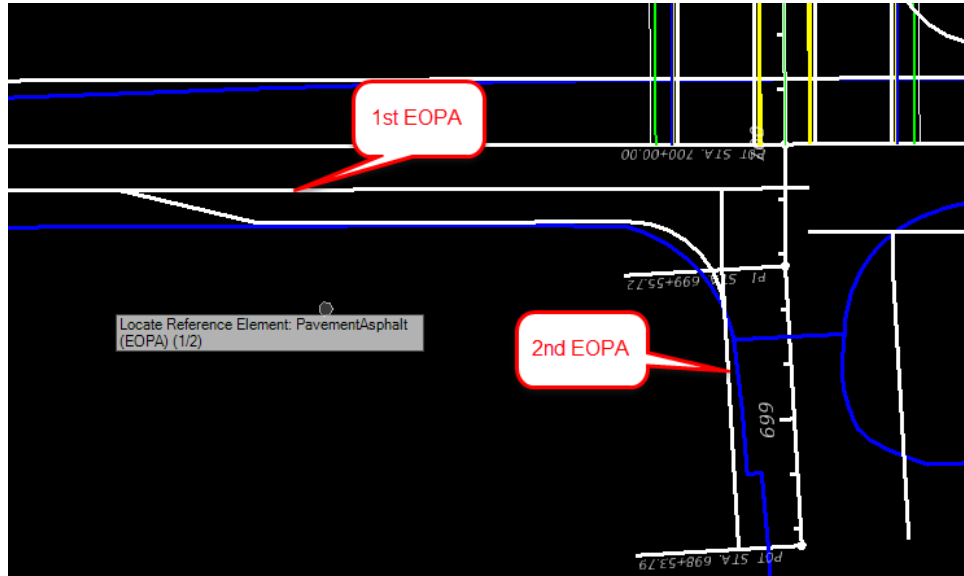 1st EOPA
700
POT STA. 700+00.00
PI STA. 699+55.72
Locate Reference Element: PavementAsphalt
(EOPA) (1/2)
2nd EOPA
699
POT STA. 698+53.79